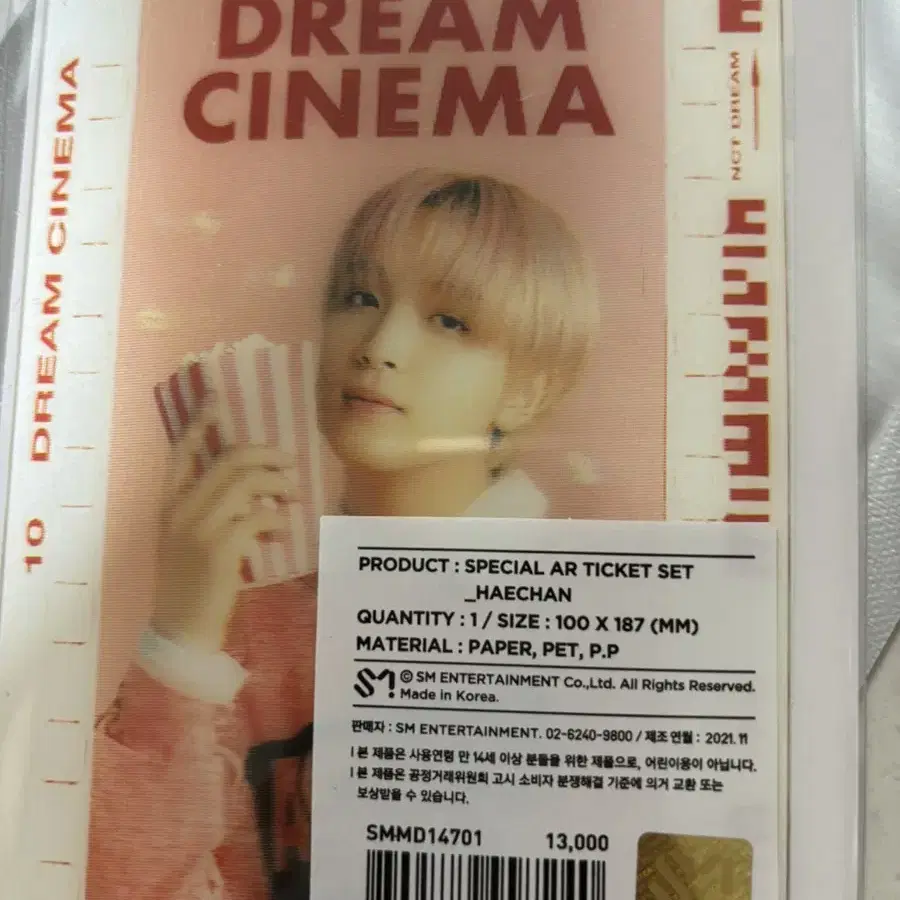 DREAM
CINEMA
10 DREAM CINEMA
NCT DREAM
PRODUCT : SPECIAL AR TICKET SET
_HAECHAN
QUANTITY : 1 / SIZE : 100 X 187 (MM)
MATERIAL : PAPER, PET, P.P
SM! © SM ENTERTAINMENT Co.,Ltd. All Rights Reserved.
Made in Korea.
판매자 : SM ENTERTAINMENT. 02-6240-9800 / 제조 연월 : 2021. 11
l 본 제품은 사용연령 만 14세 이상 분들을 위한 제품으로, 어린이용이 아닙니다.
l 본 제품은 공정거래위원회 고시 소비자 분쟁해결 기준에 의거 교환 또는
보상받을 수 있습니다.
SMMD14701 13,000